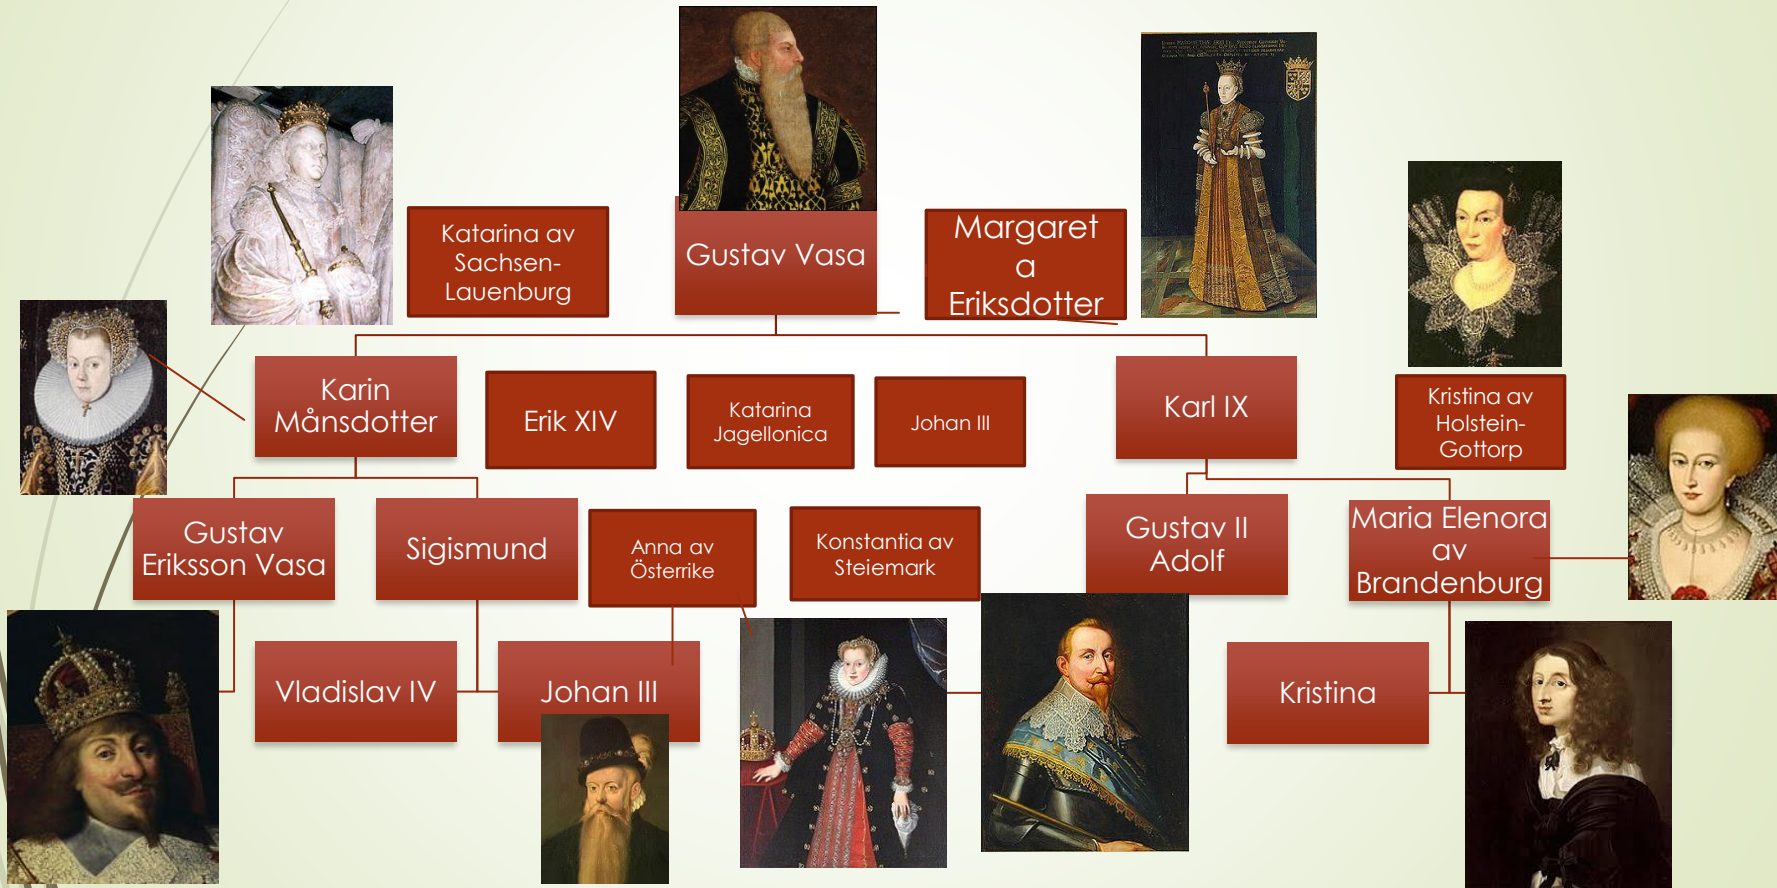 Katarina av
Sachsen-
Lauenburg
Gustav Vasa
Margaret
a
Eriksdotter
Karin
Månsdotter
Erik XIV
Katarina
Jagellonica
Johan III
Karl IX
Kristina av
Holstein-
Gottorp
Gustav
Eriksson Vasa
Sigismund
Anna av
Österrike
Konstantia av
Steiemark
Gustav II
Adolf
Maria Elenora
av
Brandenburg
Vladislav IV
Johan III
Kristina